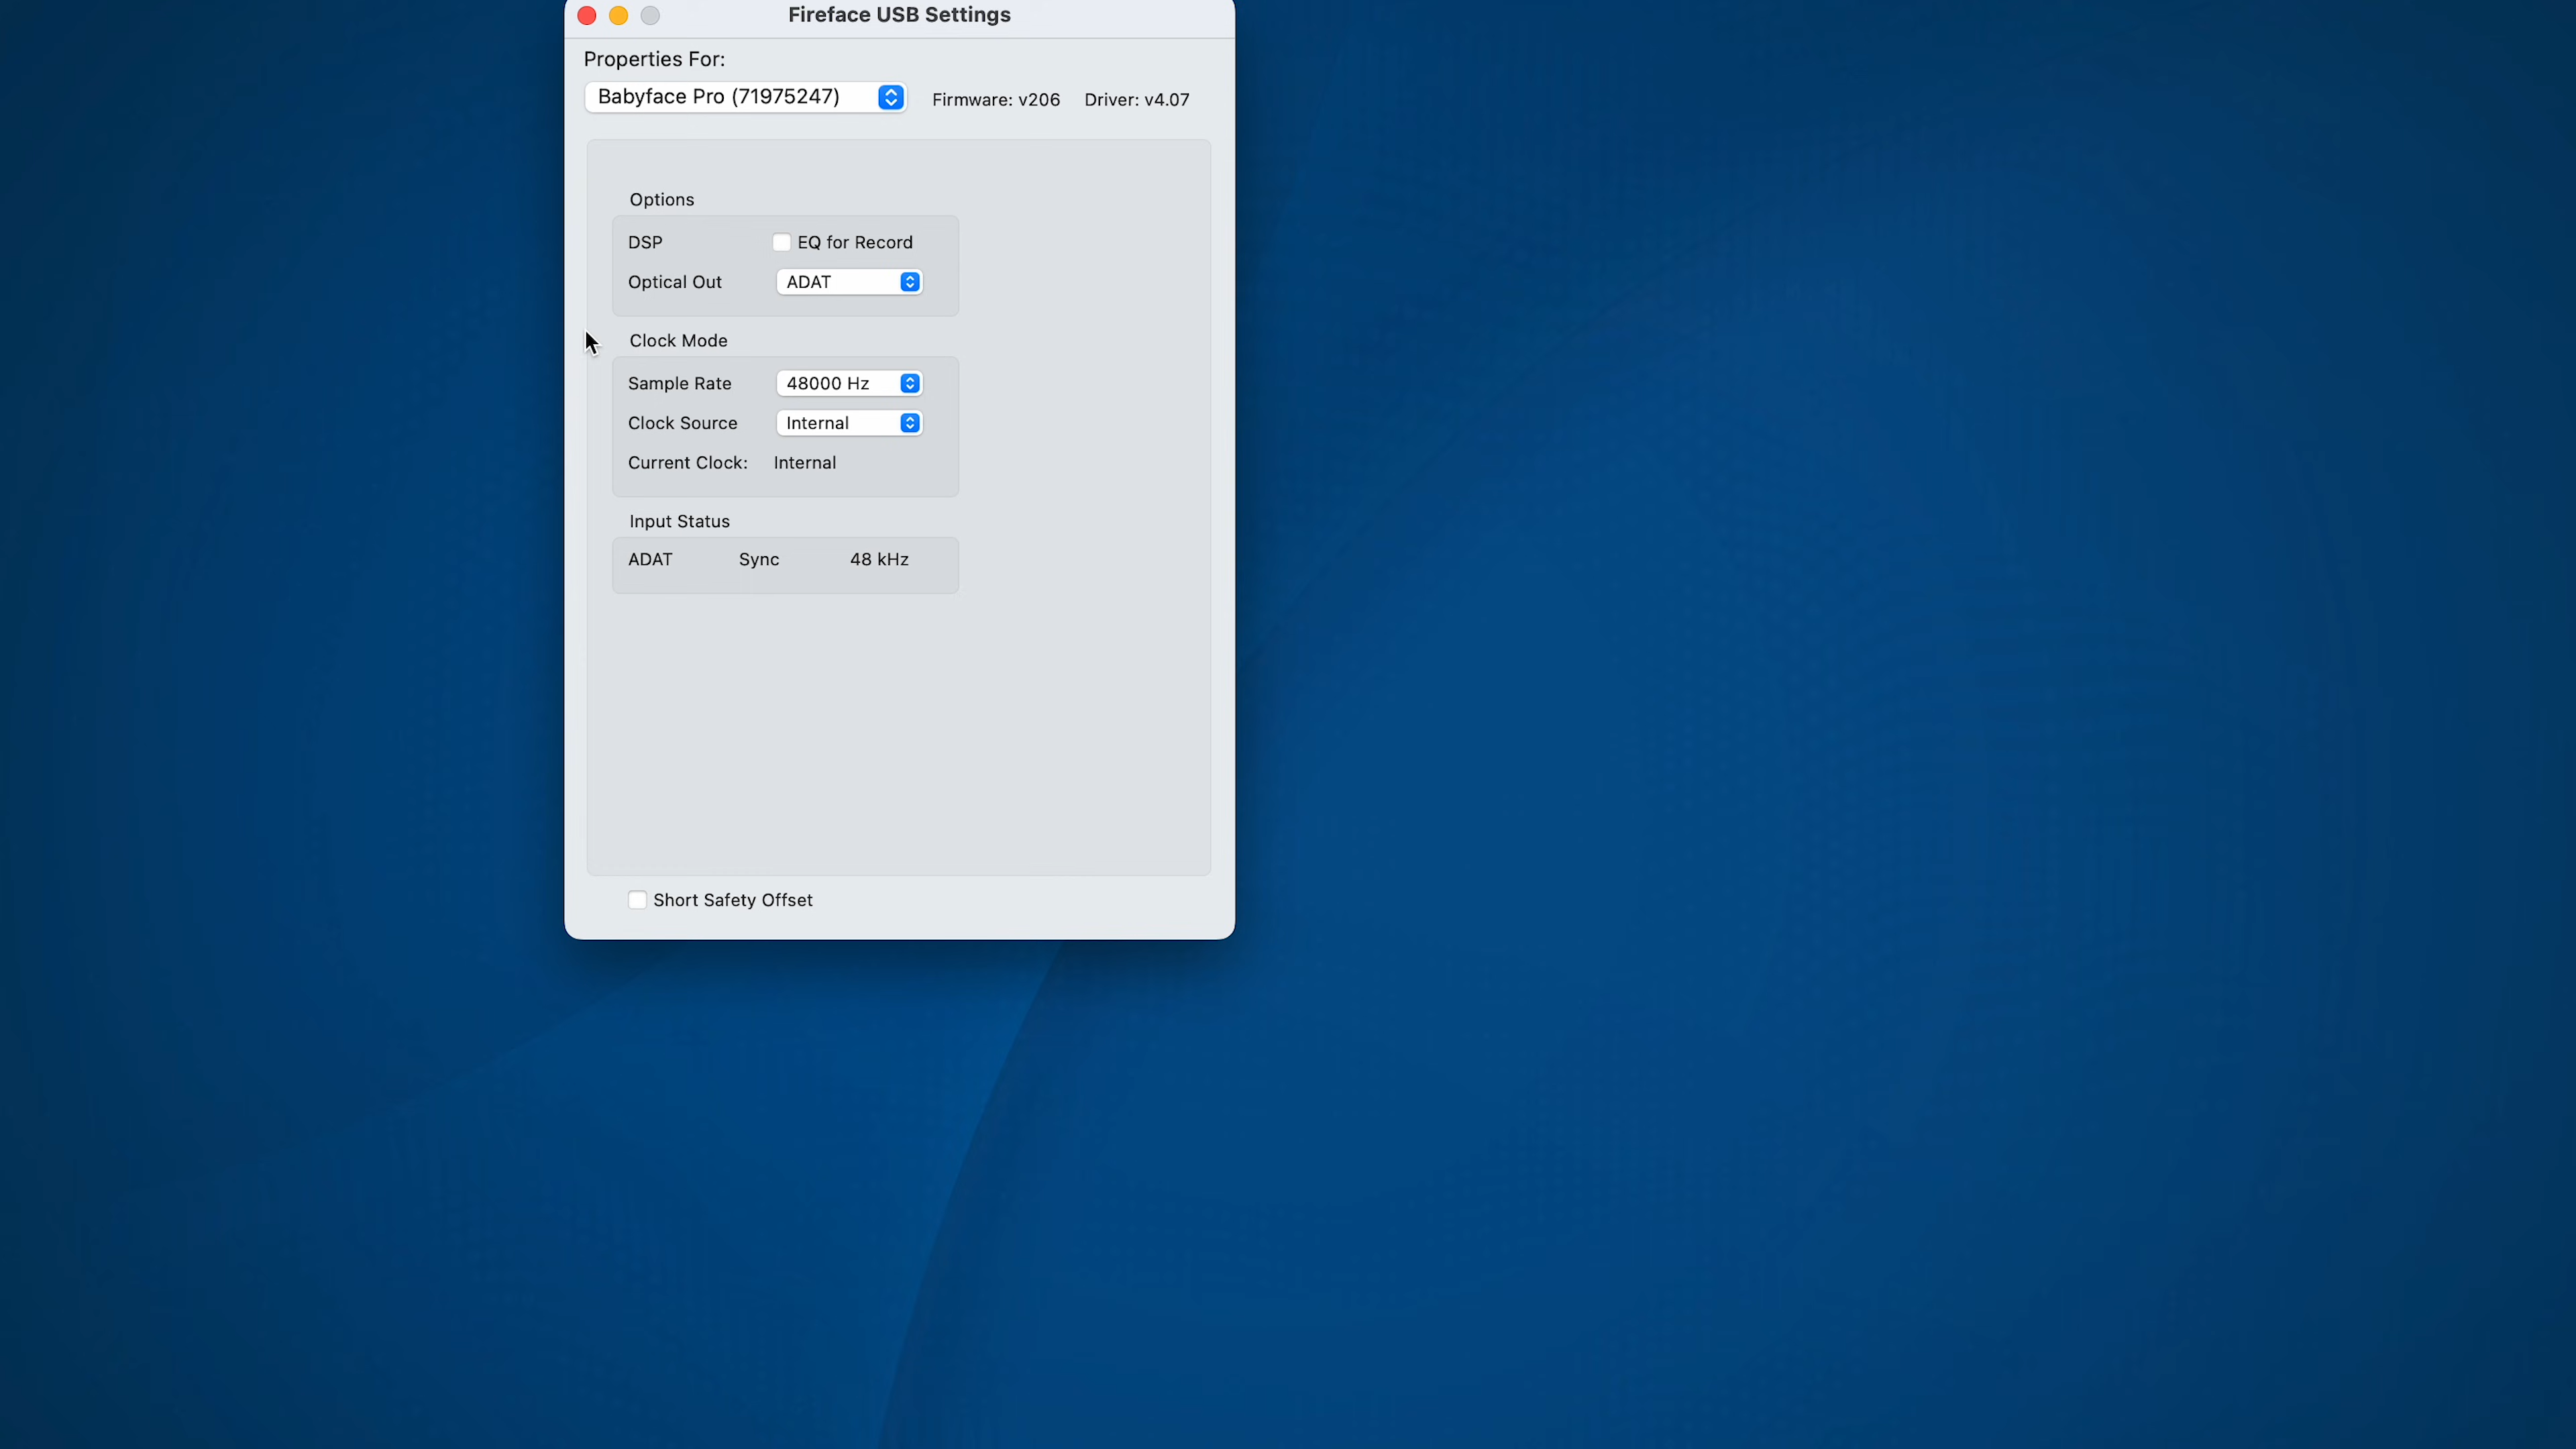 Fireface USB Settings
Properties For:
Babyface Pro (71975247) Firmware: v206 Driver: v4.07
Options
DSP EQ for Record
Optical Out ADAT
Clock Mode
Sample Rate 48000 Hz
Clock Source Internal
Current Clock: Internal
Input Status
ADAT Sync 48 kHz
Short Safety Offset